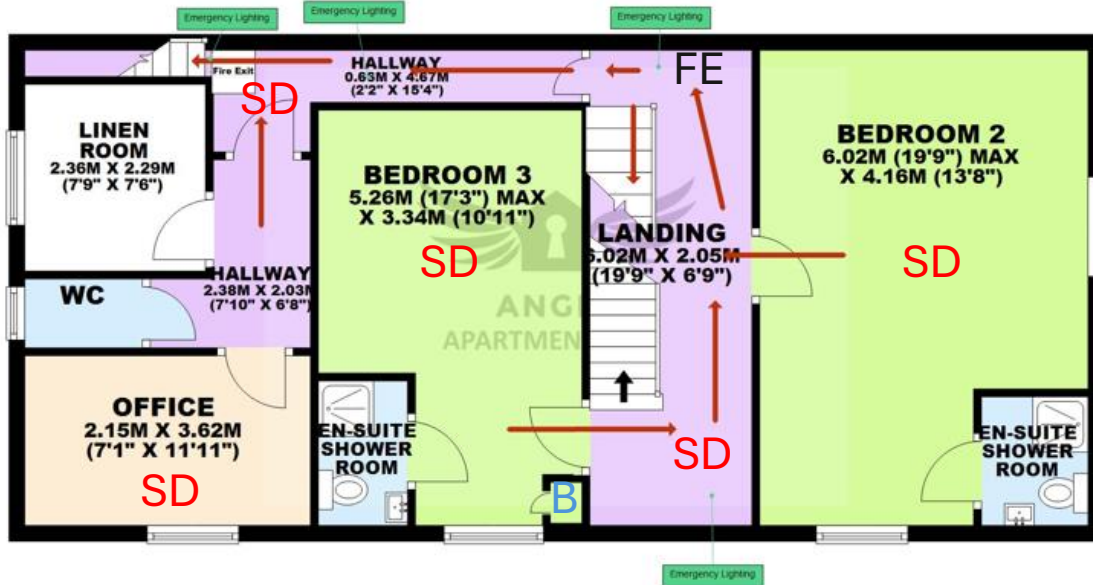 Emergency Lighting
Emergency Lighting
Emergency Lighting
Fire Exit
HALLWAY
0.63M X 4.67M
(2'2" X 15'4")
FE
SD
LINEN
ROOM
2.36M X 2.29M
(7'9" X 7'6")
BEDROOM 3
5.26M (17'3") MAX
X 3.34M (10'11")
SD
BEDROOM 2
6.02M (19'9") MAX
X 4.16M (13'8")
SD
LANDING
6.02M X 2.05M
(19'9" X 6'9")
HALLWAY
2.38M X 2.03M
(7'10" X 6'8")
WC
ANG
APARTMEN
OFFICE
2.15M X 3.62M
(7'1" X 11'11")
SD
EN-SUITE
SHOWER
ROOM
SD
B
EN-SUITE
SHOWER
ROOM
Emergency Lighting